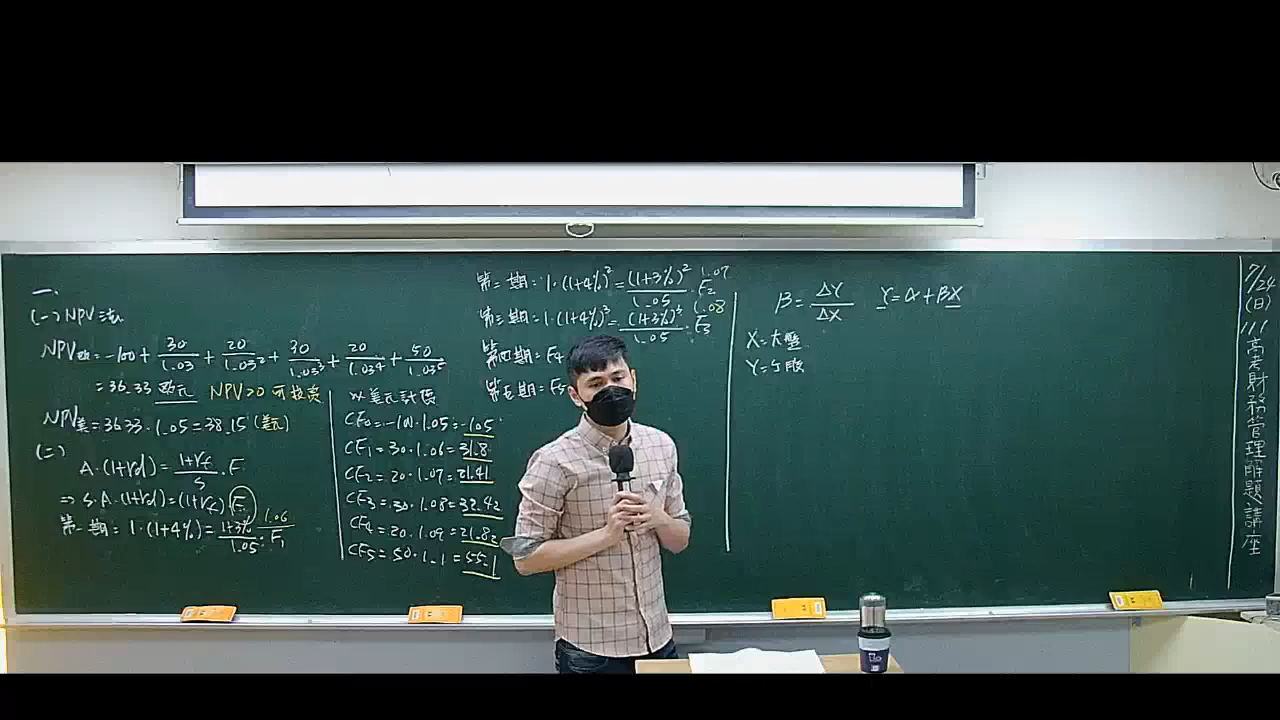 一、
(一) NPV法
NPV歐 = -100 + 30/1.03 + 20/1.03² + 30/1.03³ + 20/1.03⁴ + 50/1.03⁵
= 36.33 歐元 NPV>0 可投資
NPV美 = 36.33 · 1.05 = 38.15 (美元)
(二)
A · (1+rd) = (1+rf)/S · F
⇒ S · A · (1+rd) = (1+rf) · F
第一期: 1 · (1+4%) = (1+3%)/1.05 · F₁ 1.06
以美元計價
CF₀ = -100 · 1.05 = -105
CF₁ = 30 · 1.06 = 31.8
CF₂ = 20 · 1.07 = 21.41
CF₃ = 30 · 1.08 = 32.42
CF₄ = 20 · 1.09 = 21.82
CF₅ = 50 · 1.1 = 55.1
第二期: 1 · (1+4%)² = (1+3%)²/1.05 · F₂ 1.07
第三期: 1 · (1+4%)³ = (1+3%)³/1.05 · F₃ 1.08
第四期 = F₄
第五期 = F₅
β = ΔY/ΔX Y = α + βX
X = 大盤
Y = 個股
7/24
(日)
111
高考財務管理解題講座